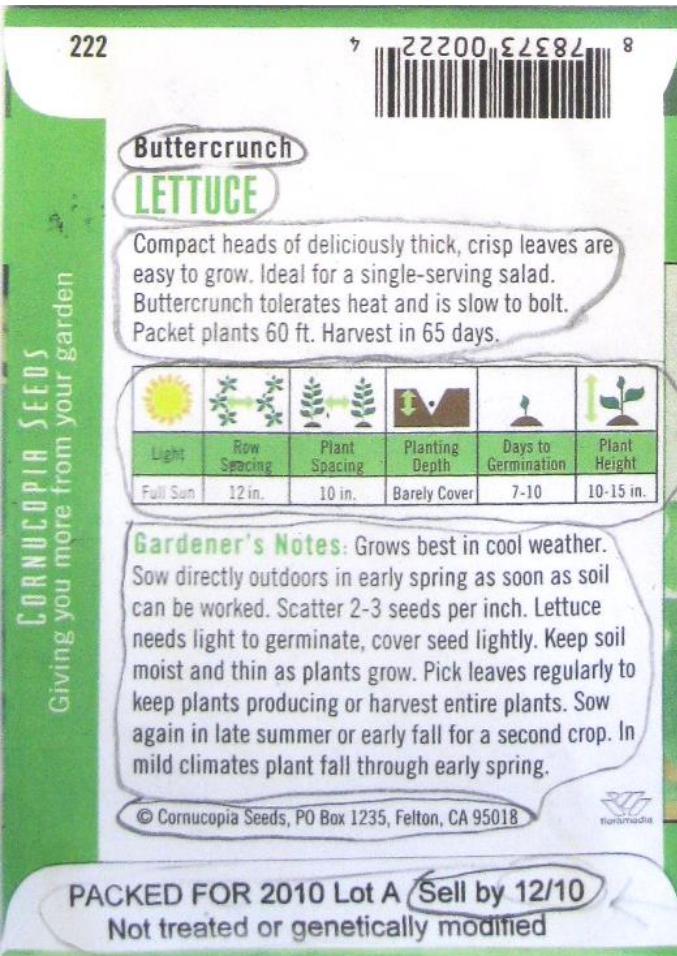 222
8 78373 00222 4
Buttercrunch
LETTUCE
Compact heads of deliciously thick, crisp leaves are
easy to grow. Ideal for a single-serving salad.
Buttercrunch tolerates heat and is slow to bolt.
Packet plants 60 ft. Harvest in 65 days.
Light Row Spacing Plant Spacing Planting Depth Days to Germination Plant Height
Full Sun 12 in. 10 in. Barely Cover 7-10 10-15 in.
Gardener's Notes: Grows best in cool weather.
Sow directly outdoors in early spring as soon as soil
can be worked. Scatter 2-3 seeds per inch. Lettuce
needs light to germinate, cover seed lightly. Keep soil
moist and thin as plants grow. Pick leaves regularly to
keep plants producing or harvest entire plants. Sow
again in late summer or early fall for a second crop. In
mild climates plant fall through early spring.
© Cornucopia Seeds, PO Box 1235, Felton, CA 95018
floramedia
PACKED FOR 2010 Lot A Sell by 12/10
Not treated or genetically modified
CORNUCOPIA SEEDS
Giving you more from your garden